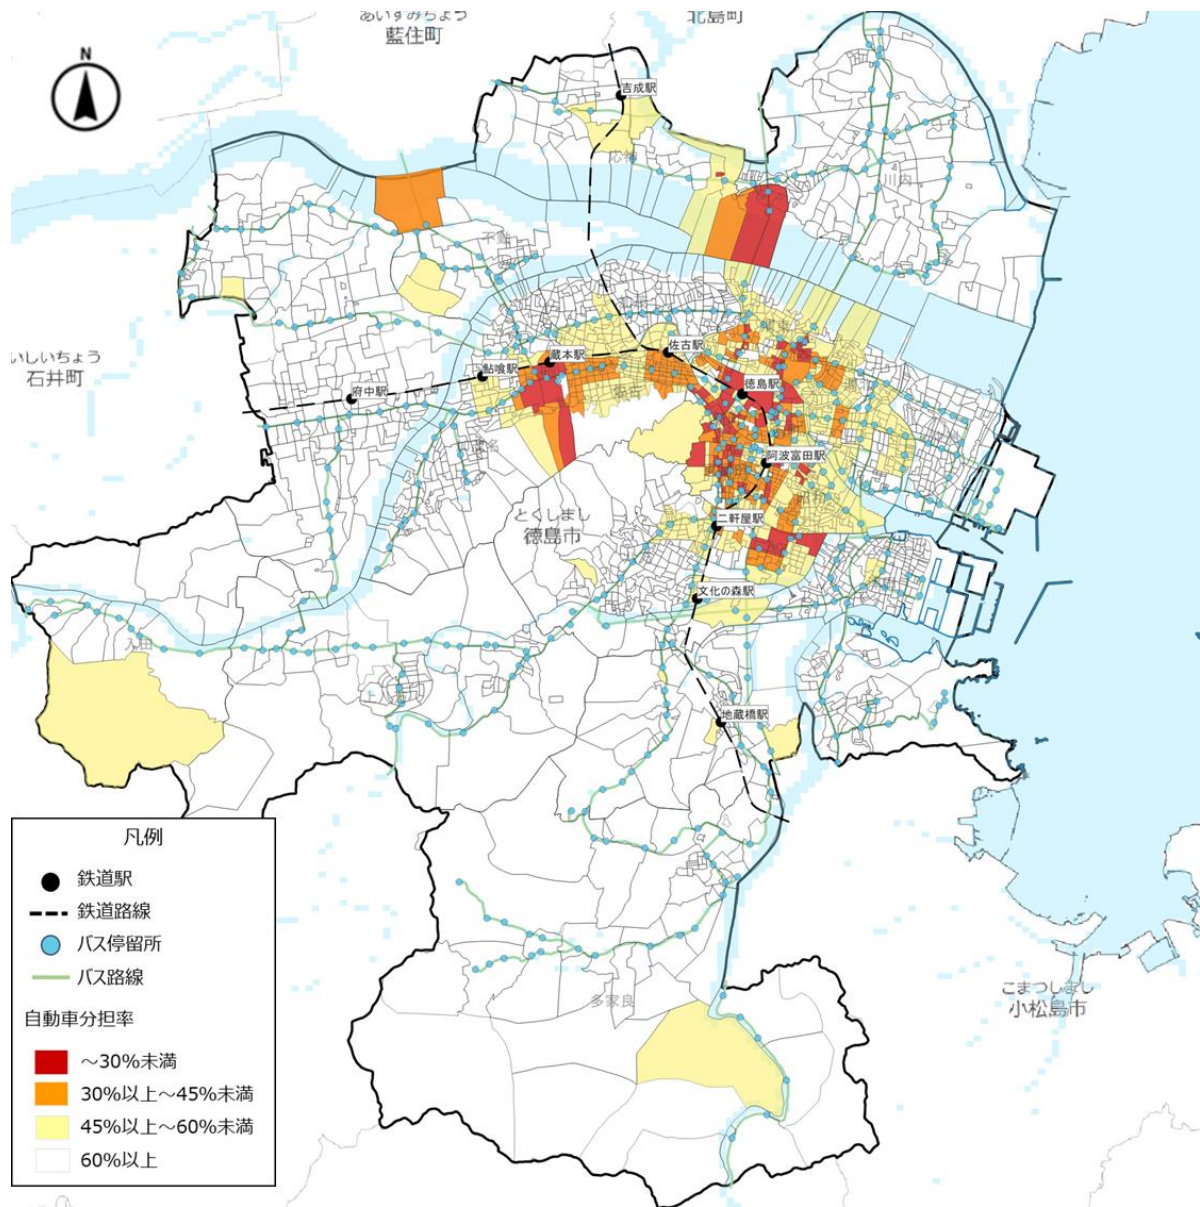 あいずみちょう
藍住町
北島町
N
吉成駅
応神
川内
不動
いしいちょう
石井町
佐古駅
蔵本駅
鮎喰駅
府中駅
徳島駅
阿波富田駅
とくしまし
徳島市
二軒屋駅
文化の森駅
入田
地蔵橋駅
凡例
鉄道駅
鉄道路線
バス停留所
バス路線
自動車分担率
～30%未満
30%以上～45%未満
45%以上～60%未満
60%以上
多家良
こまつしまし
小松島市